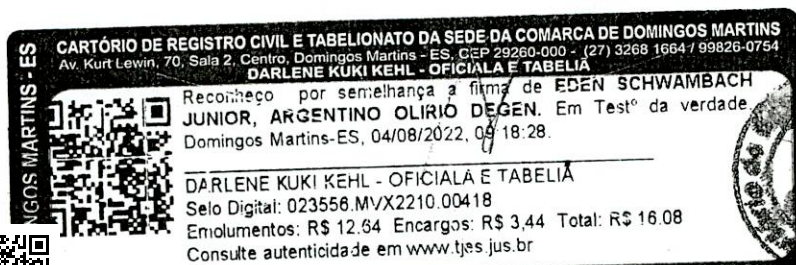 CARTÓRIO DE REGISTRO CIVIL E TABELIONATO DA SEDE DA COMARCA DE DOMINGOS MARTINS
Av. Kurt Lewin, 70, Sala 2, Centro, Domingos Martins - ES, CEP 29260-000 - (27) 3268 1664 / 99826-0754
DARLENE KUKI KEHL - OFICIALA E TABELIÃ
Reconheço por semelhança a firma de EDEN SCHWAMBACH
JUNIOR, ARGENTINO OLIRIO DEGEN. Em Testº da verdade.
Domingos Martins-ES, 04/08/2022, 09 18:28.
DARLENE KUKI KEHL - OFICIALA E TABELIÃ
Selo Digital: 023556.MVX2210.00418
Emolumentos: R$ 12.64 Encargos: R$ 3,44 Total: R$ 16.08
Consulte autenticidade em www.tjes.jus.br
NGOS MARTINS - ES